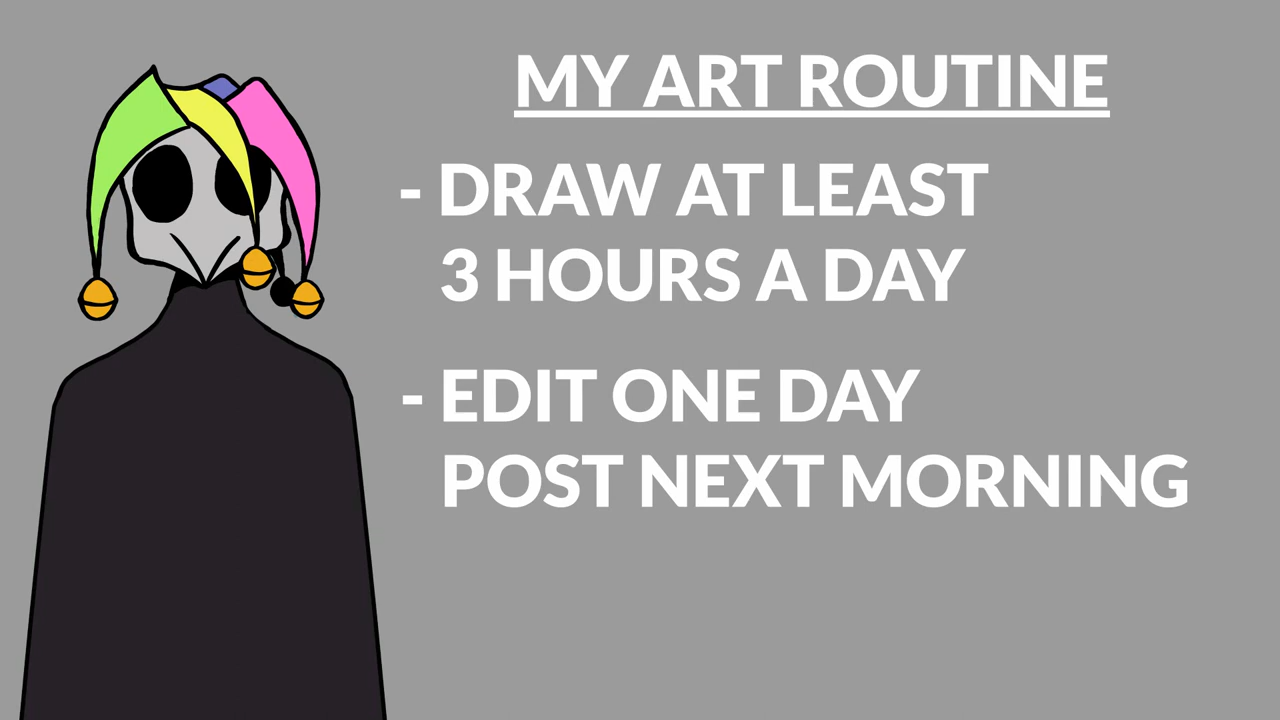 MY ART ROUTINE
- DRAW AT LEAST
3 HOURS A DAY
- EDIT ONE DAY
POST NEXT MORNING